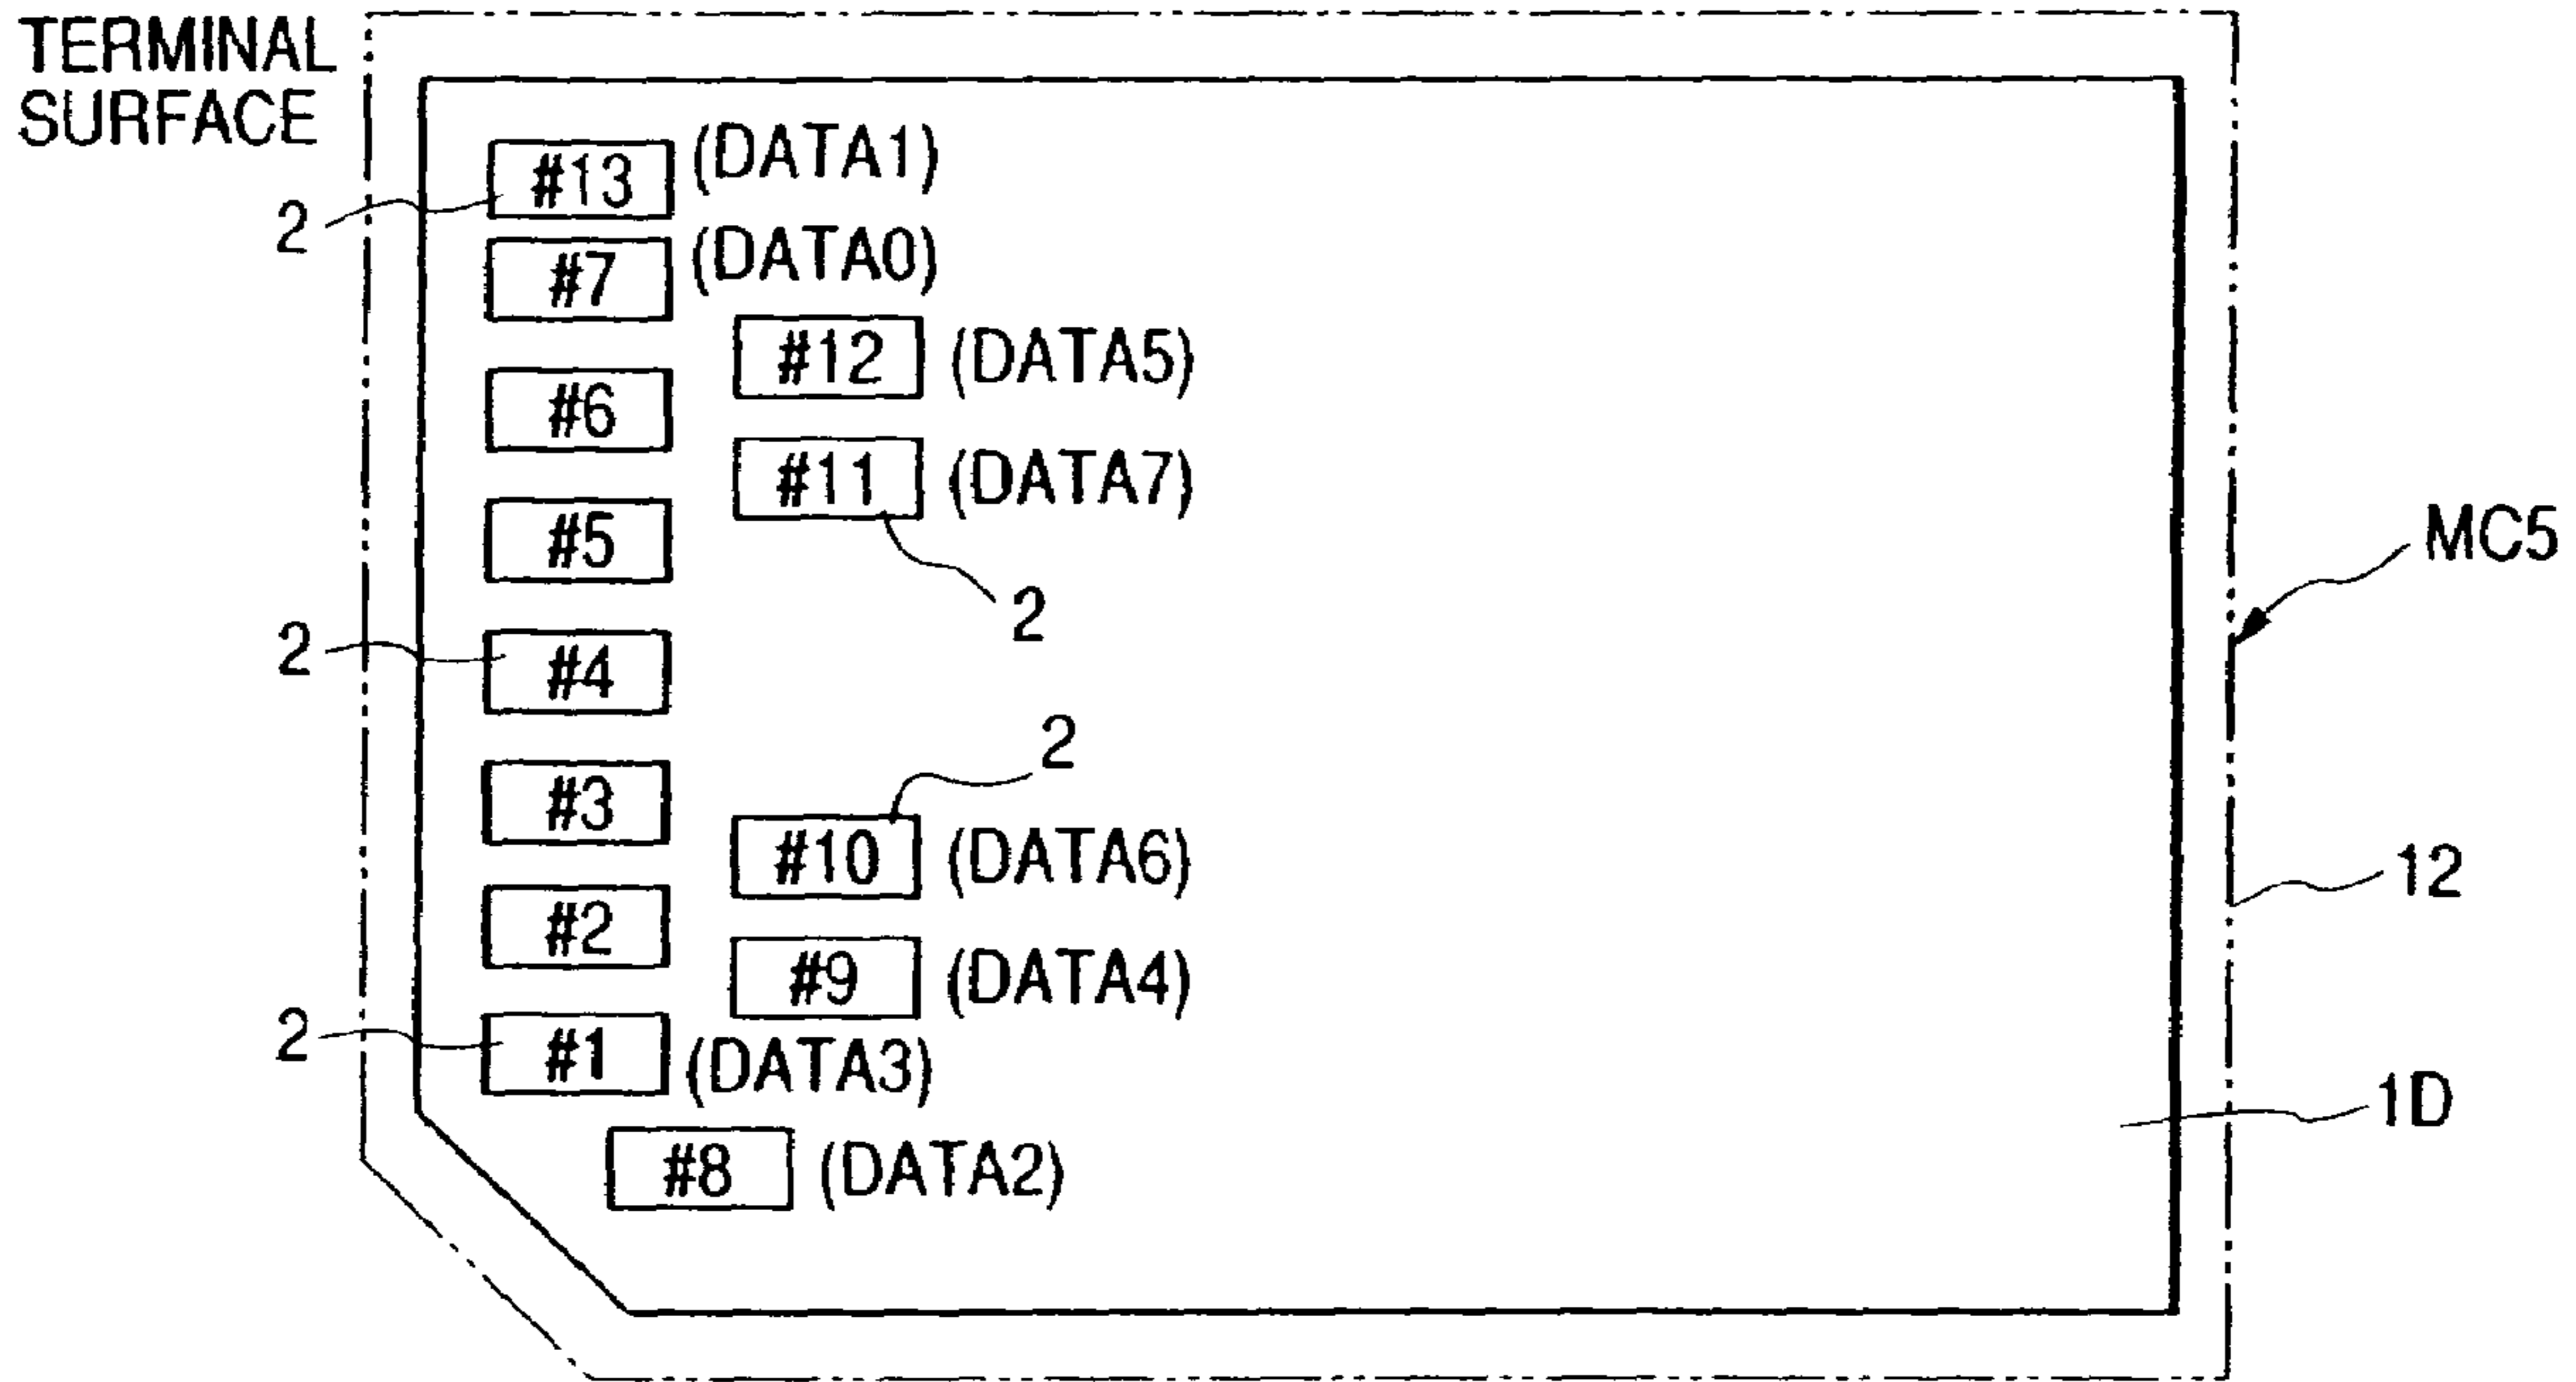 TERMINAL
SURFACE
#13 (DATA1)
2
#7 (DATA0)
#12 (DATA5)
#6
#11 (DATA7)
#5
MC5
2
2
#4
2
#3
#10 (DATA6)
12
#2
#9 (DATA4)
2
#1 (DATA3)
1D
#8 (DATA2)